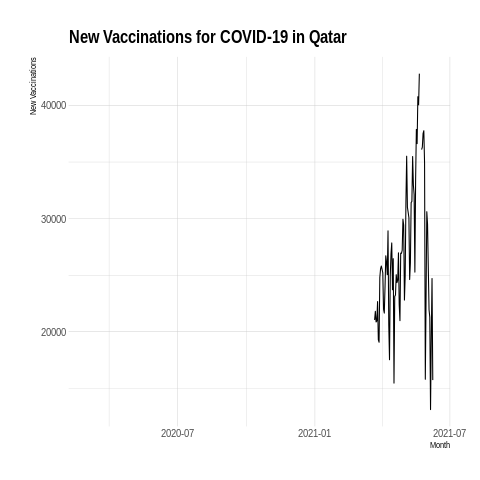 New Vaccinations for COVID-19 in Qatar
New Vaccinations
40000
30000
20000
2020-07
2021-01
2021-07
Month